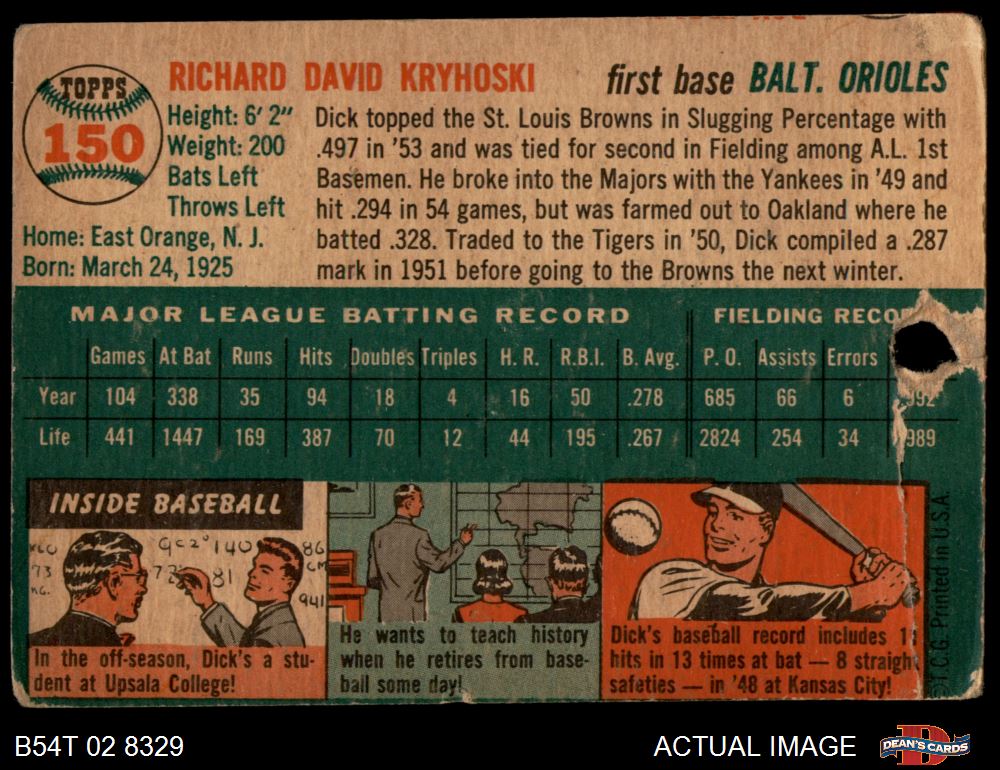 TOPPS
150
RICHARD DAVID KRYHOSKI
first base BALT. ORIOLES
Height: 6' 2"
Weight: 200
Bats Left
Throws Left
Home: East Orange, N. J.
Born: March 24, 1925
Dick topped the St. Louis Browns in Slugging Percentage with
.497 in '53 and was tied for second in Fielding among A.L. 1st
Basemen. He broke into the Majors with the Yankees in '49 and
hit .294 in 54 games, but was farmed out to Oakland where he
batted .328. Traded to the Tigers in '50, Dick compiled a .287
mark in 1951 before going to the Browns the next winter.
MAJOR LEAGUE BATTING RECORD FIELDING RECO
Games At Bat Runs Hits Doubles Triples H. R. R.B.I. B. Avg. P. O. Assists Errors
Year 104 338 35 94 18 4 16 50 .278 685 66 6 992
Life 441 1447 169 387 70 12 44 195 .267 2824 254 34 989
INSIDE BASEBALL
In the off-season, Dick's a stu-
dent at Upsala College!
He wants to teach history
when he retires from base-
ball some day!
Dick's baseball record includes 1
hits in 13 times at bat — 8 straight
safeties — in '48 at Kansas City!
©T.C.G. Printed in U.S.A.
B54T 02 8329
ACTUAL IMAGE
DEAN'S CARDS